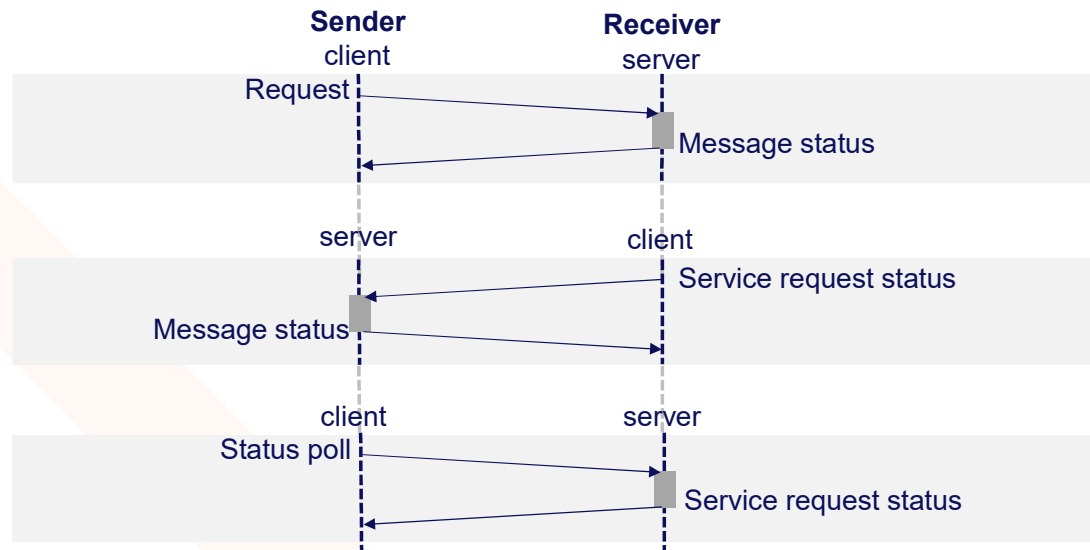 Sender
Receiver
client
server
Request
Message status
server
client
Service request status
Message status
client
server
Status poll
Service request status